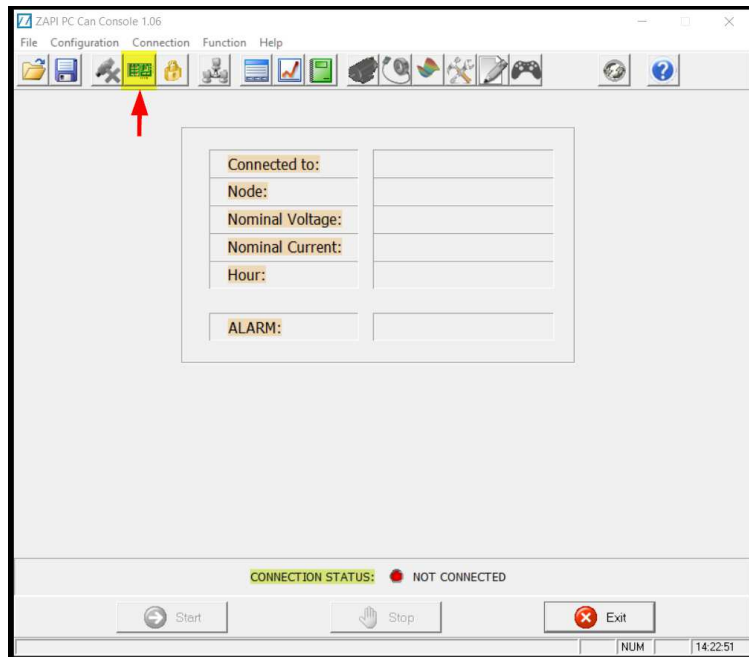 ZAPI PC Can Console 1.06
File Configuration Connection Function Help
Connected to:
Node:
Nominal Voltage:
Nominal Current:
Hour:
ALARM:
CONNECTION STATUS: NOT CONNECTED
Start Stop Exit
NUM 14:22:51